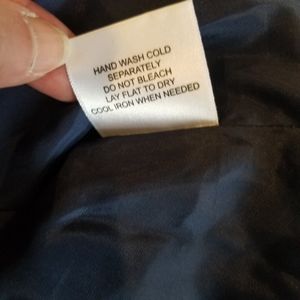 HAND WASH COLD
SEPARATELY
DO NOT BLEACH
LAY FLAT TO DRY
COOL IRON WHEN NEEDED